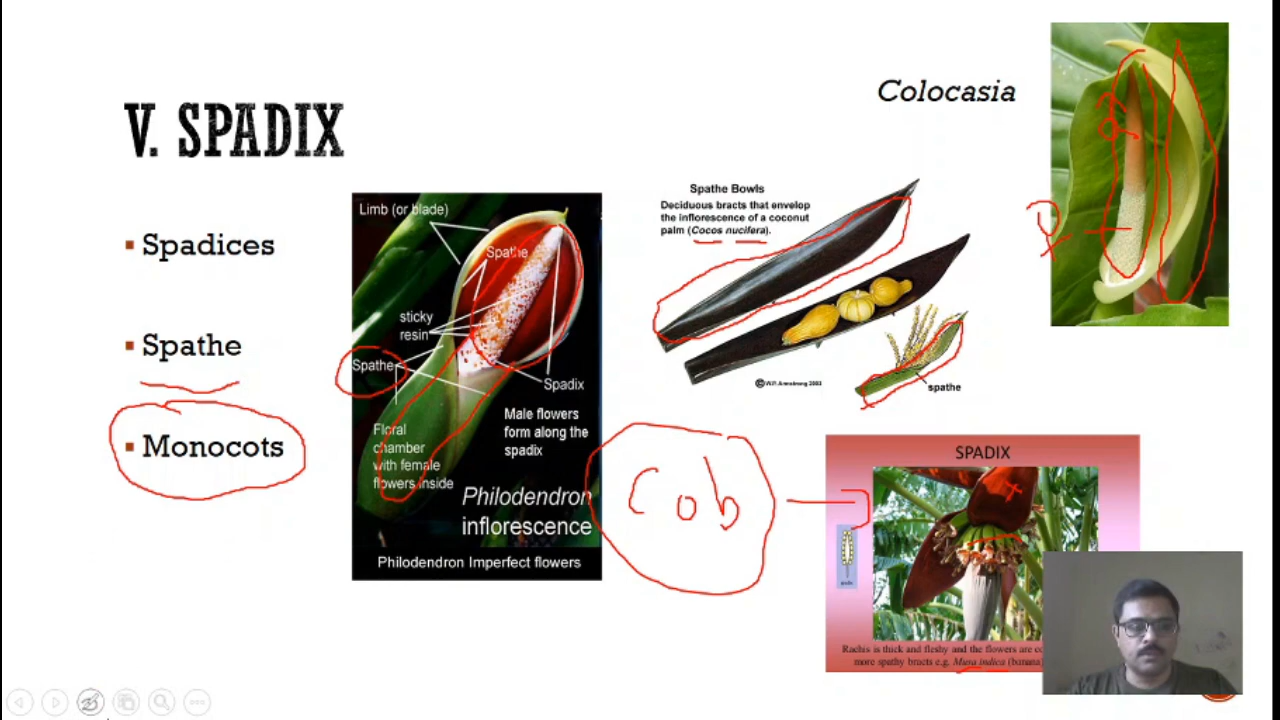 V. SPADIX
Spadices
Spathe
Monocots
Limb (or blade)
Spathe
sticky
resin
Spathe
Spadix
Male flowers
form along the
spadix
Floral
chamber
with female
flowers inside
Philodendron
inflorescence
Philodendron Imperfect flowers
Spathe Bowls
Deciduous bracts that envelop
the inflorescence of a coconut
palm (Cocos nucifera).
© W.P. Armstrong 2003
spathe
Colocasia
♂
♀
Cob
SPADIX
Rachis is thick and fleshy and the flowers are
more spathy bracts e.g. Musa indica (banana)